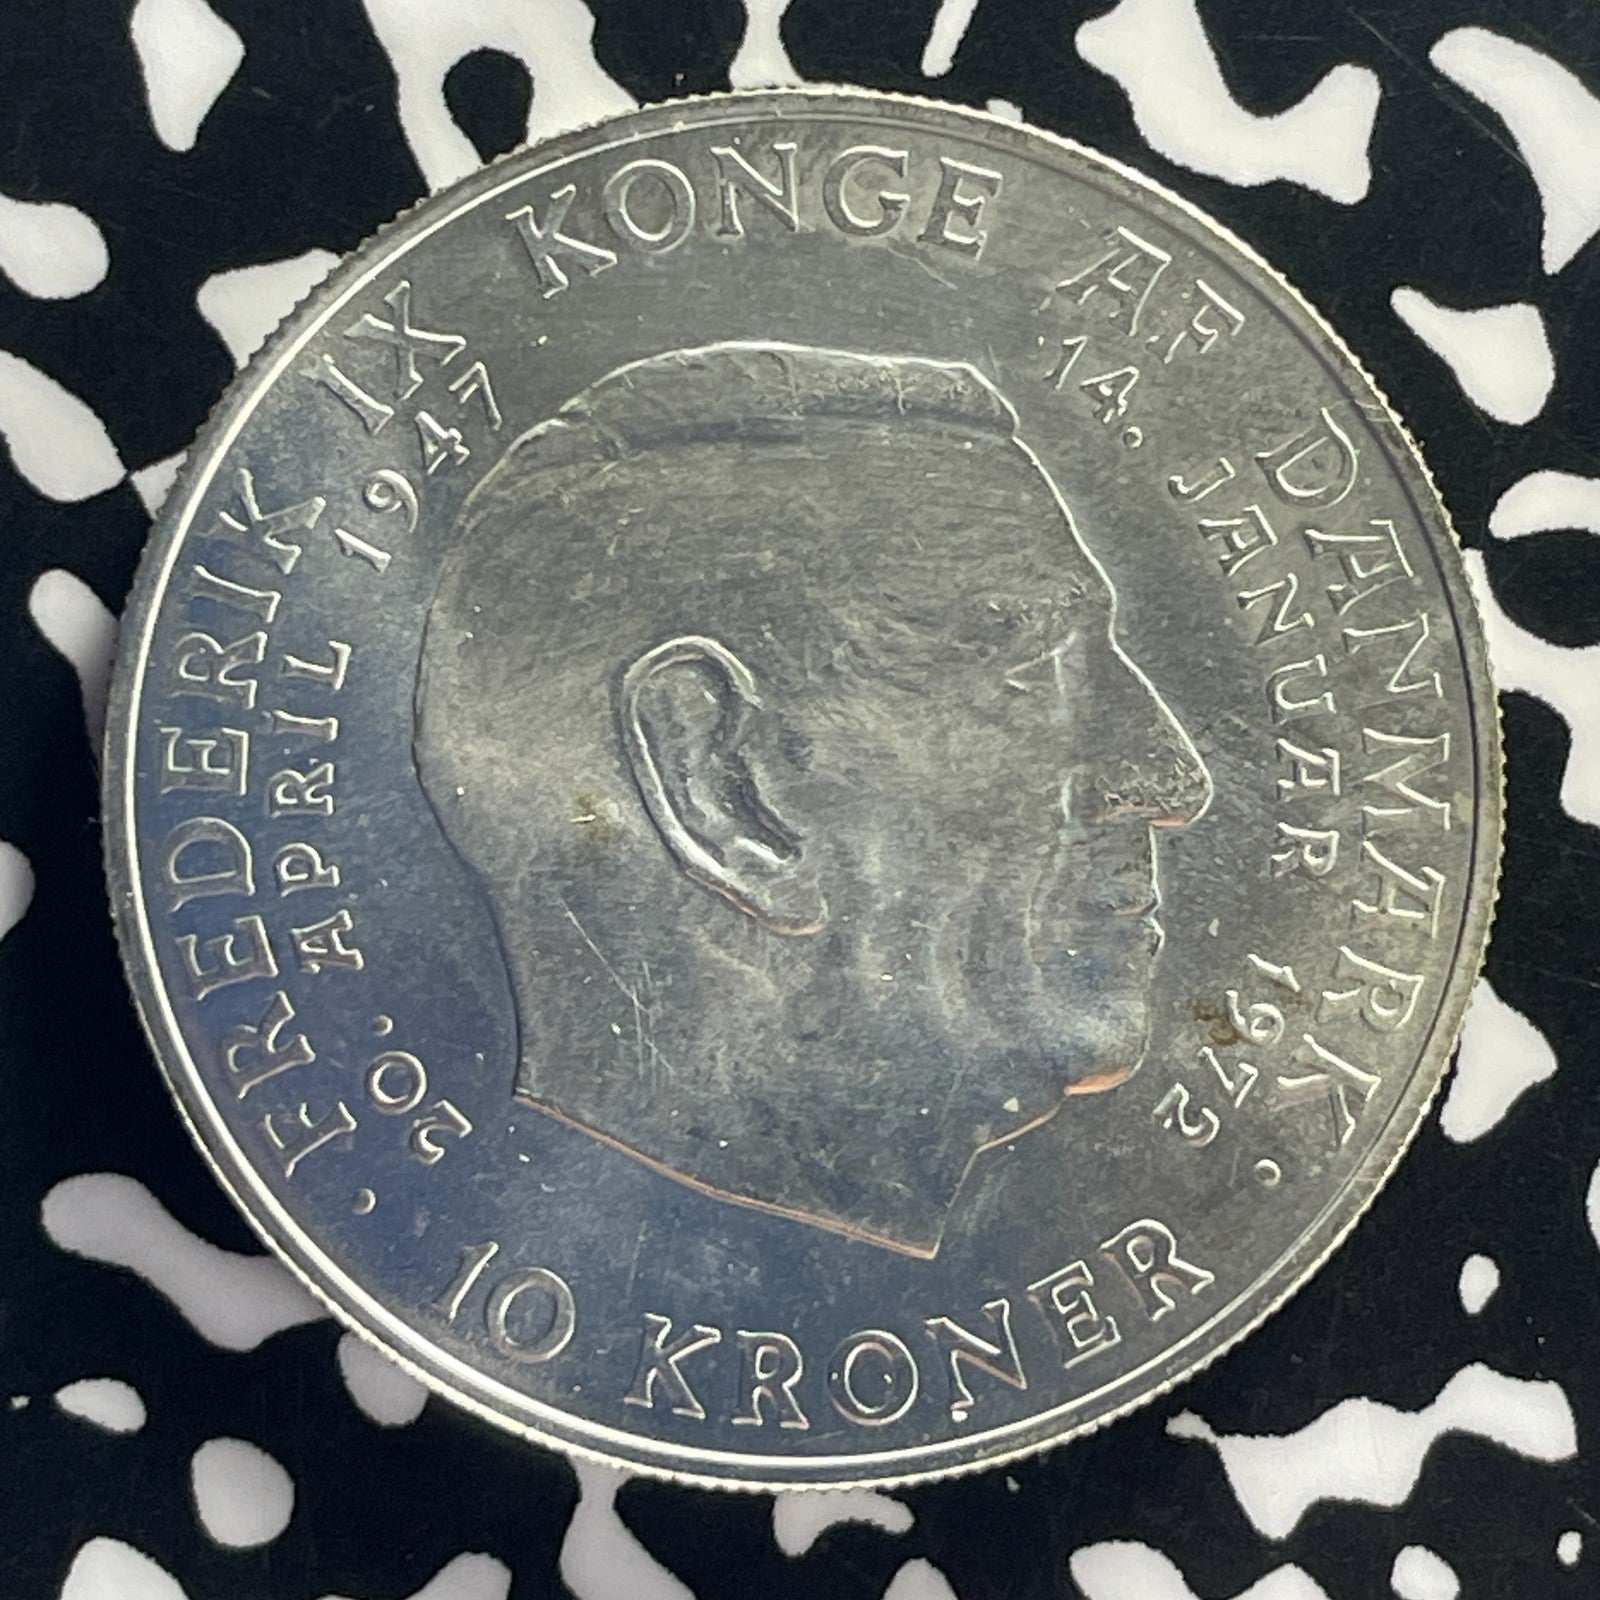 FREDERIK IX KONGE AF DANMARK
20. APRIL 1947
14. JANUAR 1972
10 KRONER